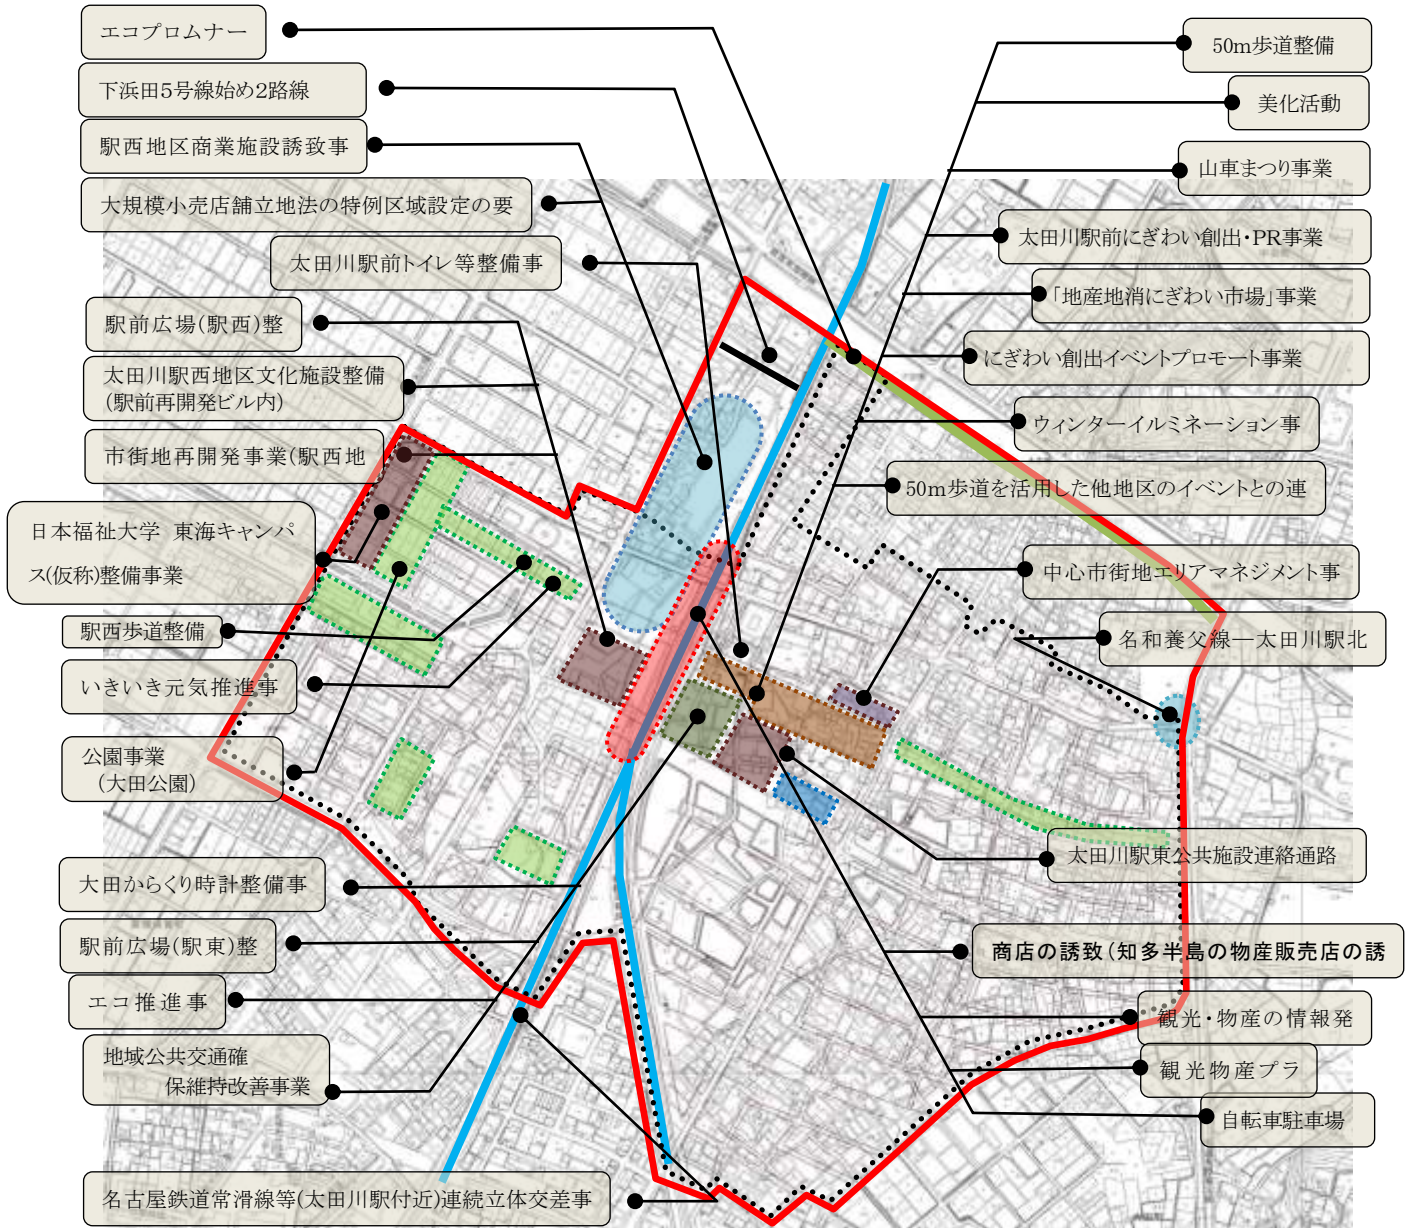 エコプロムナー
下浜田5号線始め2路線
駅西地区商業施設誘致事
大規模小売店舗立地法の特例区域設定の要
太田川駅前トイレ等整備事
駅前広場(駅西)整
太田川駅西地区文化施設整備
(駅前再開発ビル内)
市街地再開発事業(駅西地
日本福祉大学 東海キャンパ
ス(仮称)整備事業
駅西歩道整備
いきいき元気推進事
公園事業
(大田公園)
大田からくり時計整備事
駅前広場(駅東)整
エコ推進事
地域公共交通確
保維持改善事業
名古屋鉄道常滑線等(太田川駅付近)連続立体交差事
50m歩道整備
美化活動
山車まつり事業
太田川駅前にぎわい創出・PR事業
「地産地消にぎわい市場」事業
にぎわい創出イベントプロモート事業
ウィンターイルミネーション事
50m歩道を活用した他地区のイベントとの連
中心市街地エリアマネジメント事
名和養父線―太田川駅北
太田川駅東公共施設連絡通路
商店の誘致(知多半島の物産販売店の誘
観光・物産の情報発
観光物産プラ
自転車駐車場